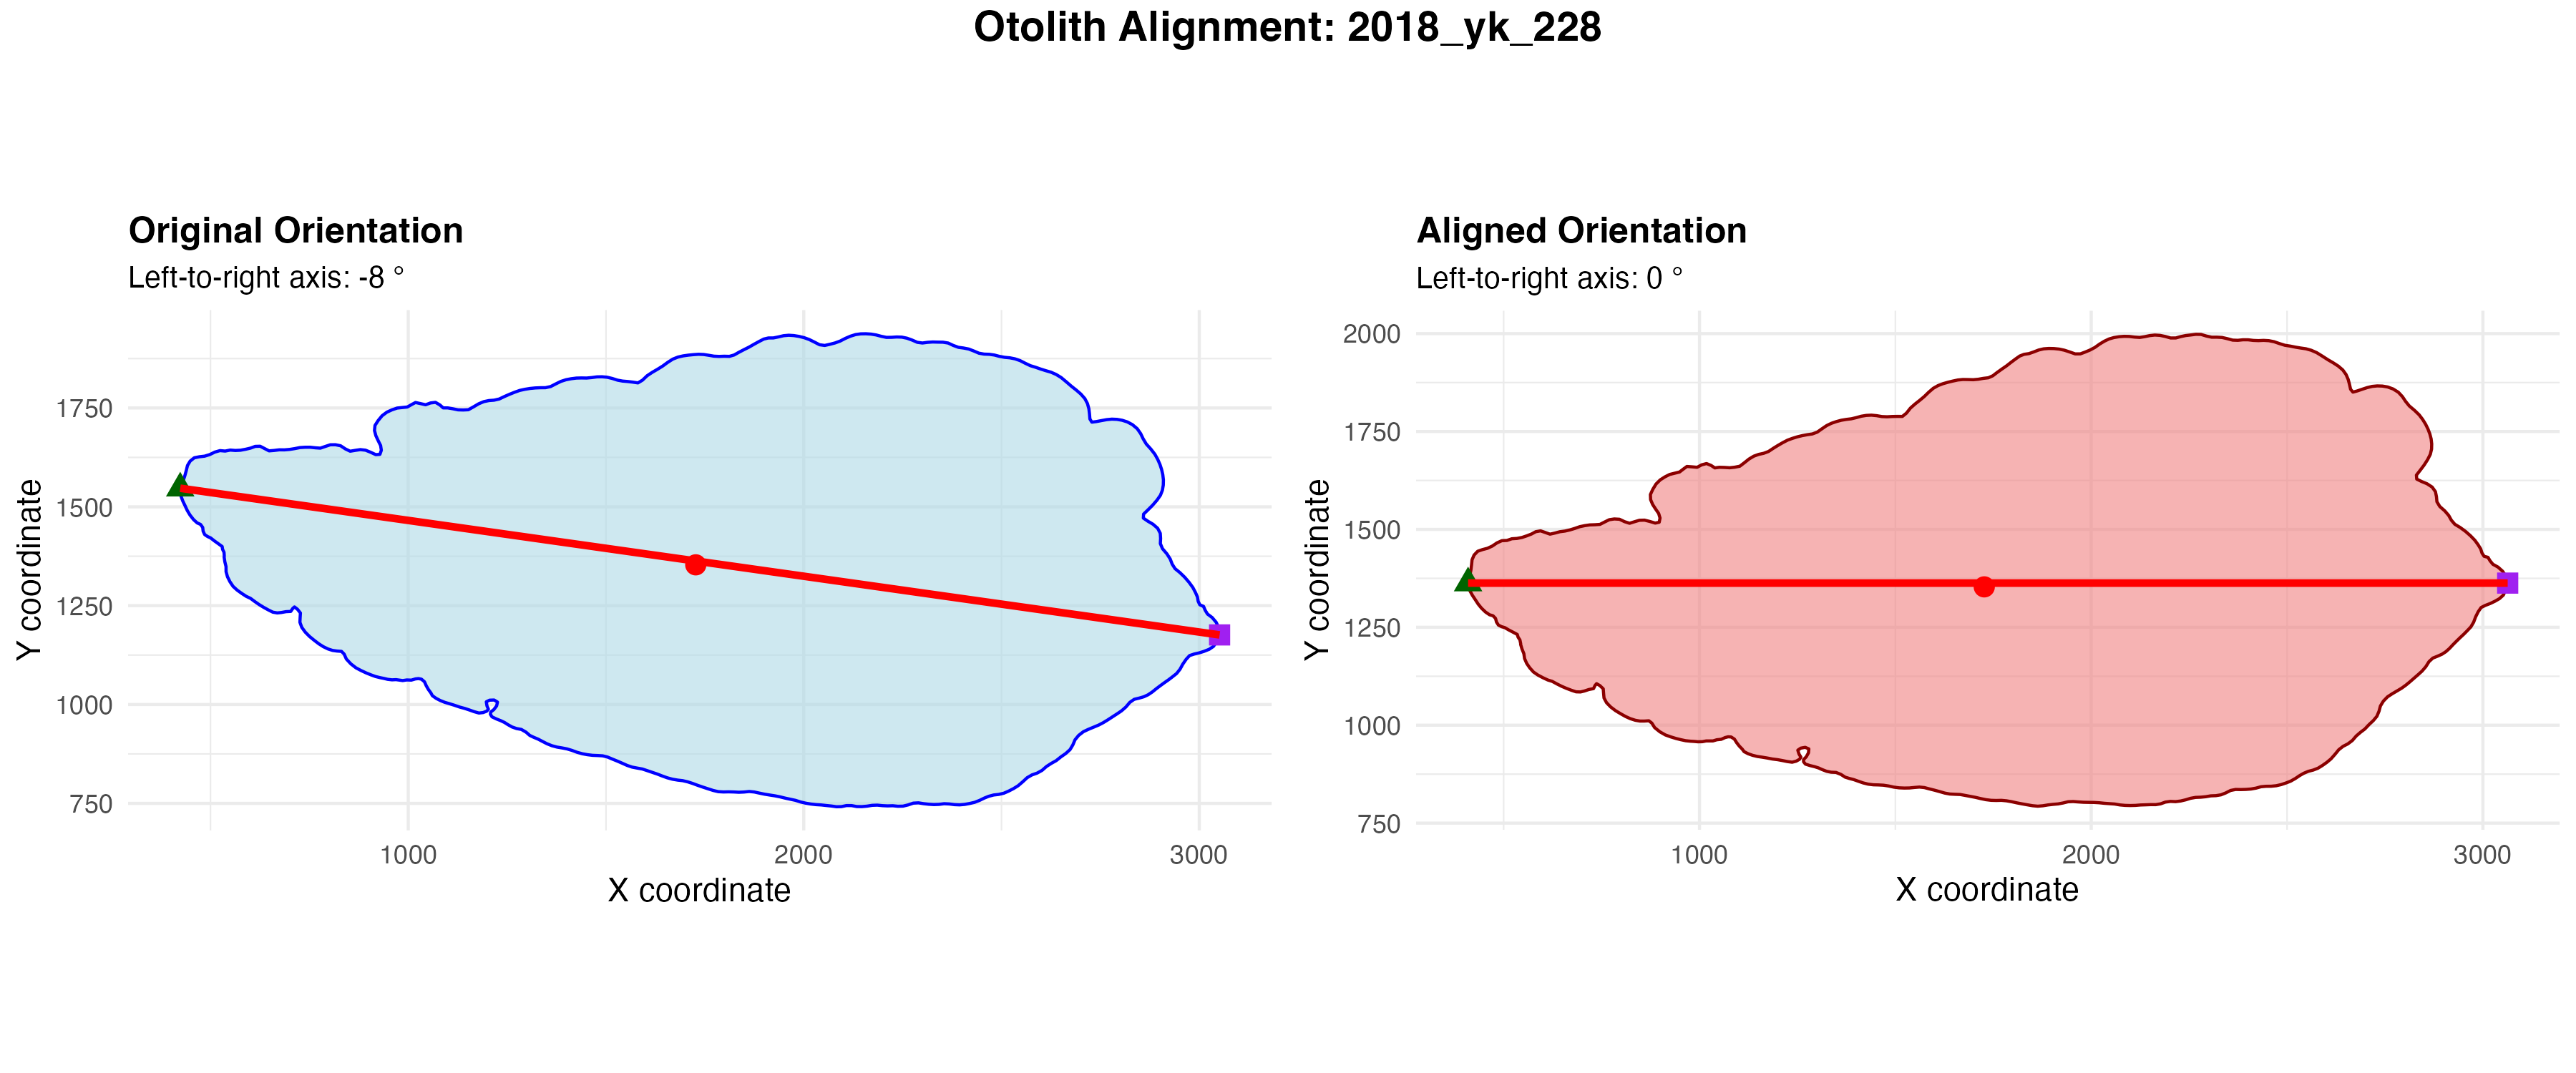 Otolith Alignment: 2018_yk_228
Original Orientation
Left-to-right axis: -8 °
Y coordinate
1750
1500
1250
1000
750
1000
2000
3000
X coordinate
Aligned Orientation
Left-to-right axis: 0 °
Y coordinate
2000
1750
1500
1250
1000
750
1000
2000
3000
X coordinate